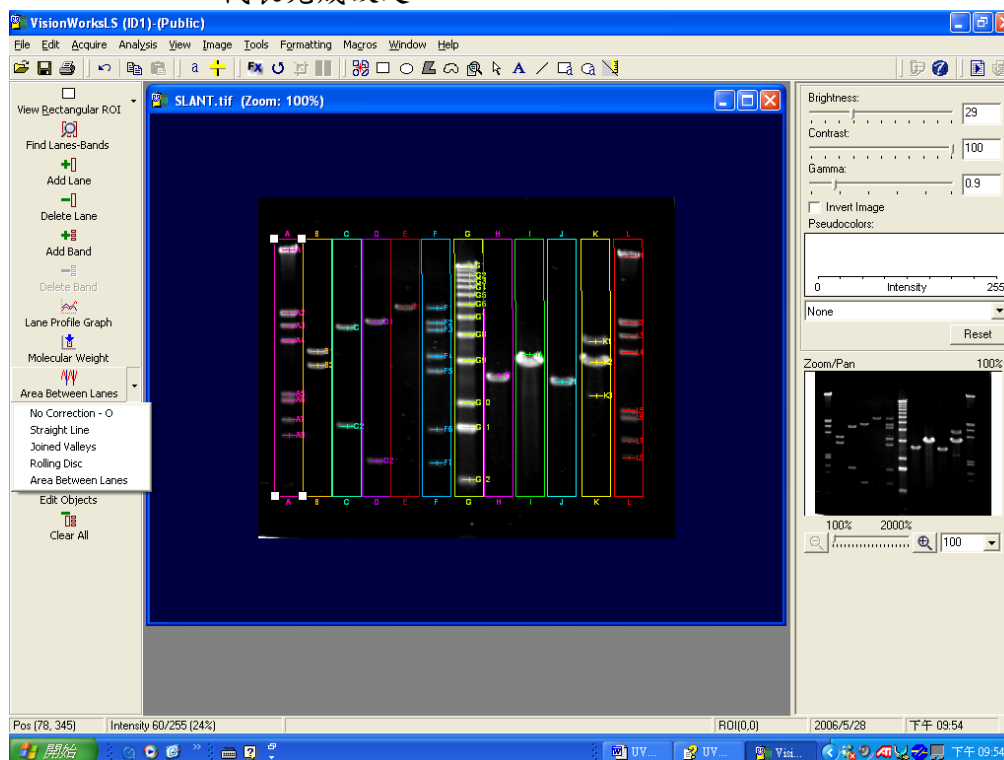 VisionWorksLS (ID1)-(Public)
File Edit Acquire Analysis View Image Tools Formatting Macros Window Help
View Rectangular ROI
Find Lanes-Bands
Add Lane
Delete Lane
Add Band
Delete Band
Lane Profile Graph
Molecular Weight
Area Between Lanes
No Correction - O
Straight Line
Joined Valleys
Rolling Disc
Area Between Lanes
Edit Objects
Clear All
SLANT.tif (Zoom: 100%)
A B C D E F G H I J K L
A B C D E F G H I J K L
Brightness:
29
Contrast:
100
Gamma:
0.9
Invert Image
Pseudocolors:
0 Intensity 255
None
Reset
Zoom/Pan 100%
100% 2000%
100
Pos (78, 345) Intensity 60/255 (24%) ROI(0,0) 2006/5/28 下午 09:54
開始 UV... UV... Visi... 下午 09:54